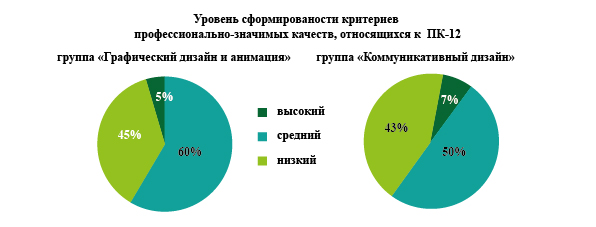 Уровень сформированости критериев
профессионально-значимых качеств, относящихся к ПК-12
группа «Графический дизайн и анимация»
группа «Коммуникативный дизайн»
5%
45%
60%
высокий
средний
низкий
7%
43%
50%